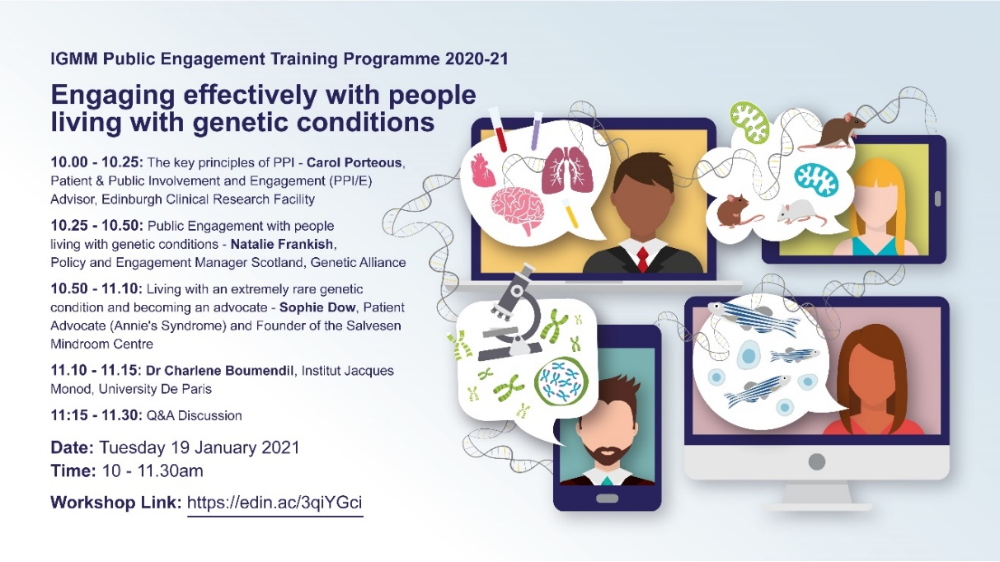 IGMM Public Engagement Training Programme 2020-21
Engaging effectively with people
living with genetic conditions
10.00 - 10.25: The key principles of PPI - Carol Porteous,
Patient & Public Involvement and Engagement (PPI/E)
Advisor, Edinburgh Clinical Research Facility
10.25 - 10.50: Public Engagement with people
living with genetic conditions - Natalie Frankish,
Policy and Engagement Manager Scotland, Genetic Alliance
10.50 - 11.10: Living with an extremely rare genetic
condition and becoming an advocate - Sophie Dow, Patient
Advocate (Annie's Syndrome) and Founder of the Salvesen
Mindroom Centre
11.10 - 11.15: Dr Charlene Boumendil, Institut Jacques
Monod, University De Paris
11:15 - 11.30: Q&A Discussion
Date: Tuesday 19 January 2021
Time: 10 - 11.30am
Workshop Link: https://edin.ac/3qiYGci